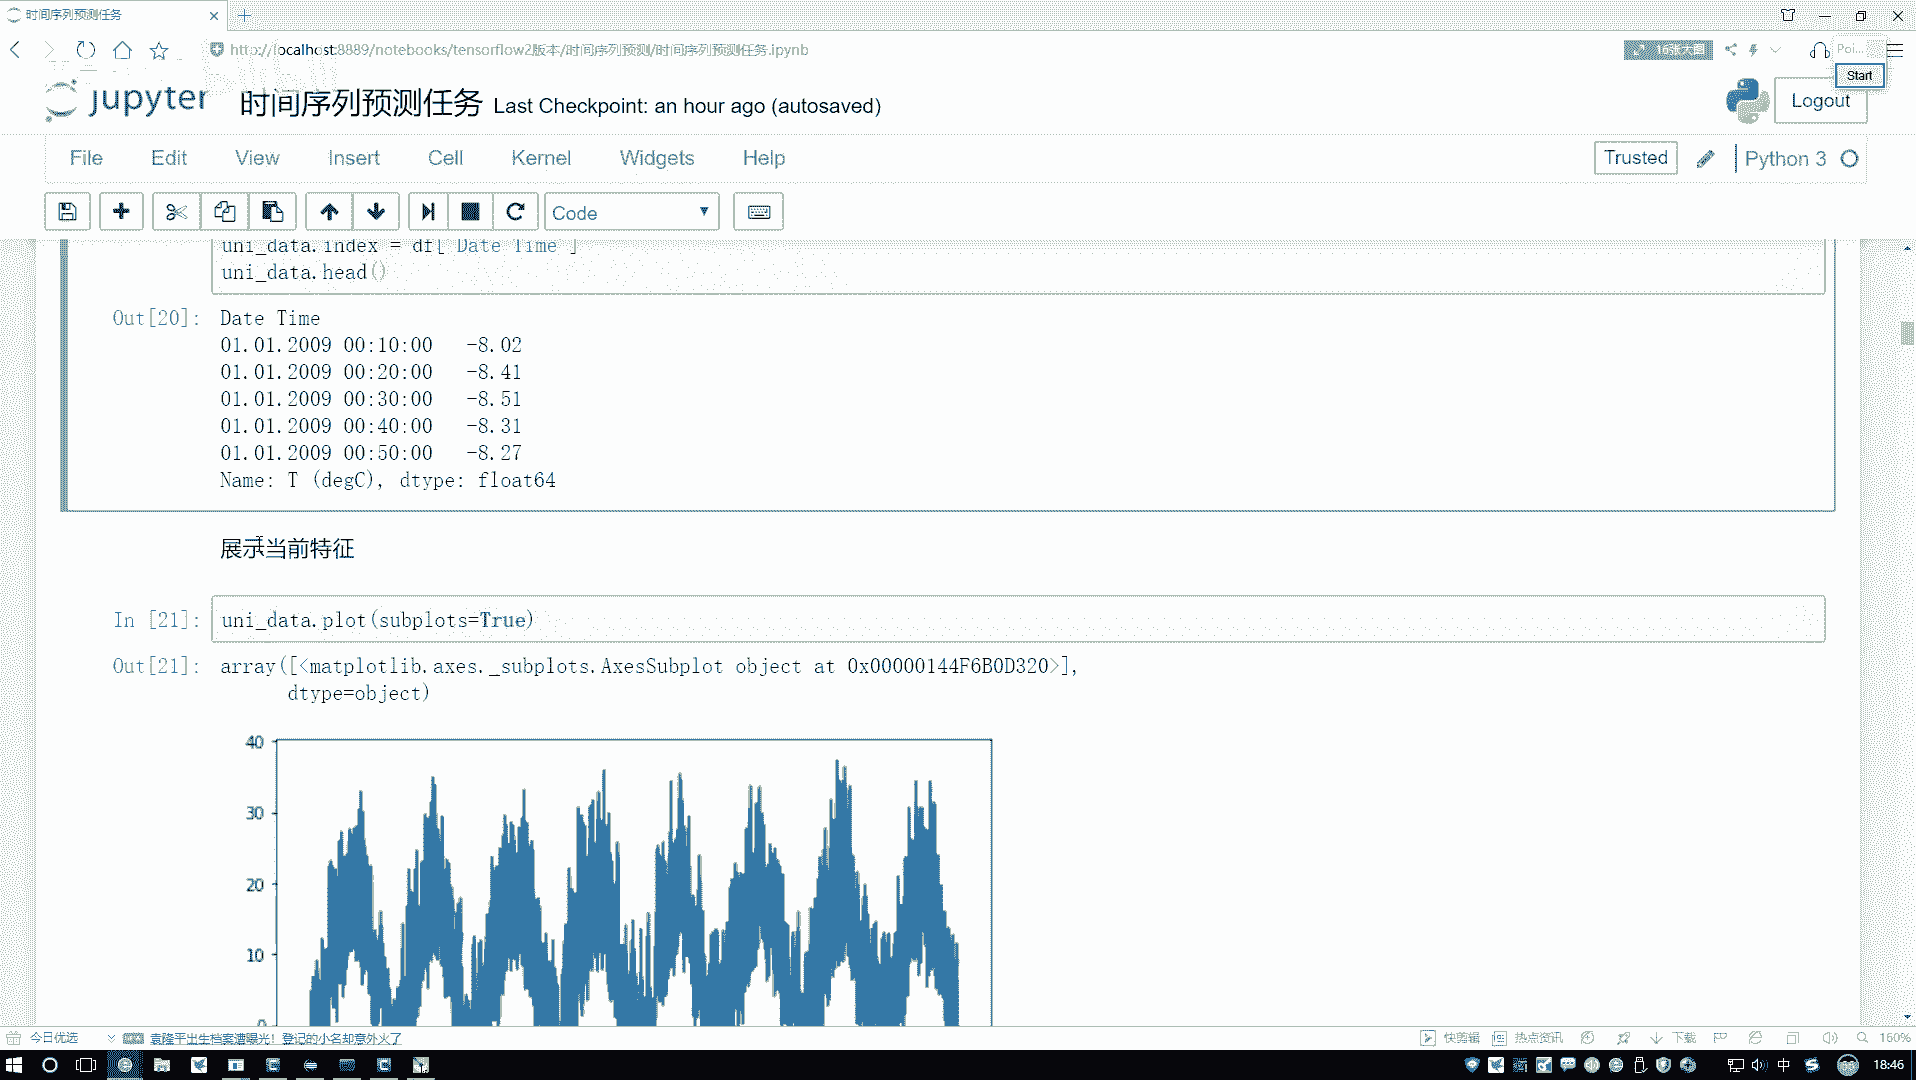 时间序列预测任务
http://localhost:8889/notebooks/tensorflow2版本/时间序列预测/时间序列预测任务.ipynb
16张大图
Poi...
Start
jupyter 时间序列预测任务 Last Checkpoint: an hour ago (autosaved)
Logout
File Edit View Insert Cell Kernel Widgets Help
Trusted
Python 3
Code
uni_data.index = df['Date Time']
uni_data.head()
Out[20]: Date Time
01.01.2009 00:10:00 -8.02
01.01.2009 00:20:00 -8.41
01.01.2009 00:30:00 -8.51
01.01.2009 00:40:00 -8.31
01.01.2009 00:50:00 -8.27
Name: T (degC), dtype: float64
展示当前特征
In [21]: uni_data.plot(subplots=True)
Out[21]: array([<matplotlib.axes._subplots.AxesSubplot object at 0x00000144F6B0D320>],
dtype=object)
40
30
20
10
0
今日优选
袁隆平出生档案遭曝光！登记的小名却意外火了
快剪辑
热点资讯
下载
150%
中
18:46